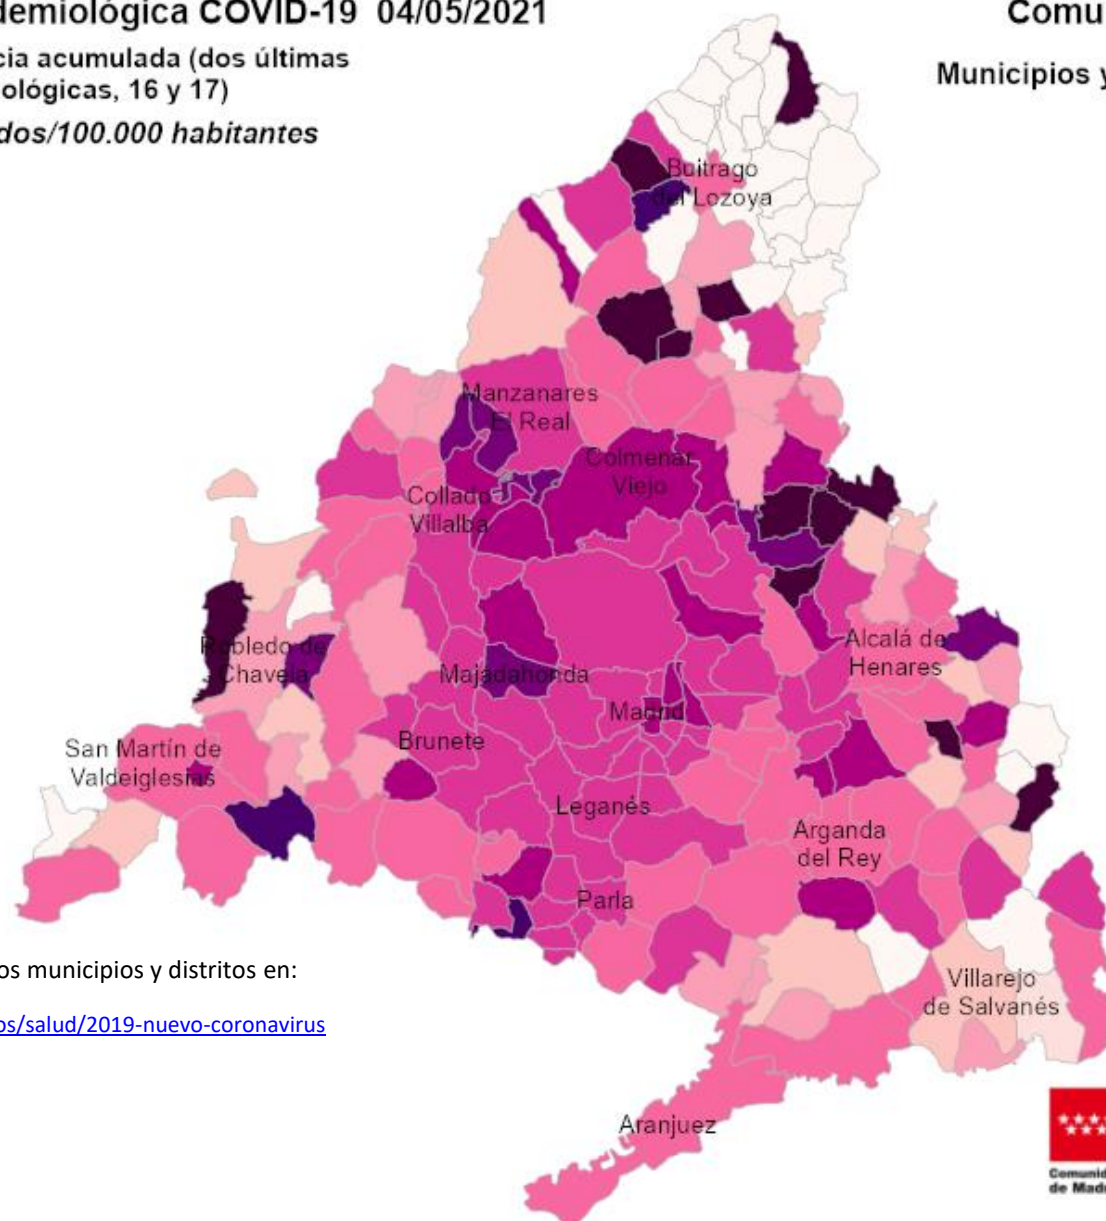 demiológica COVID-19 04/05/2021
cia acumulada (dos últimas
ológicas, 16 y 17)
dos/100.000 habitantes
Comu
Municipios y
Buitrago
del Lozoya
Manzanares
El Real
Colmenar
Viejo
Collado
Villalba
Robledo de
Chavela
Majadahonda
Alcalá de
Henares
Madrid
Brunete
San Martín de
Valdeiglesias
Leganés
Arganda
del Rey
Parla
os municipios y distritos en:
os/salud/2019-nuevo-coronavirus
Villarejo
de Salvanés
Aranjuez
Comunid
de Madr